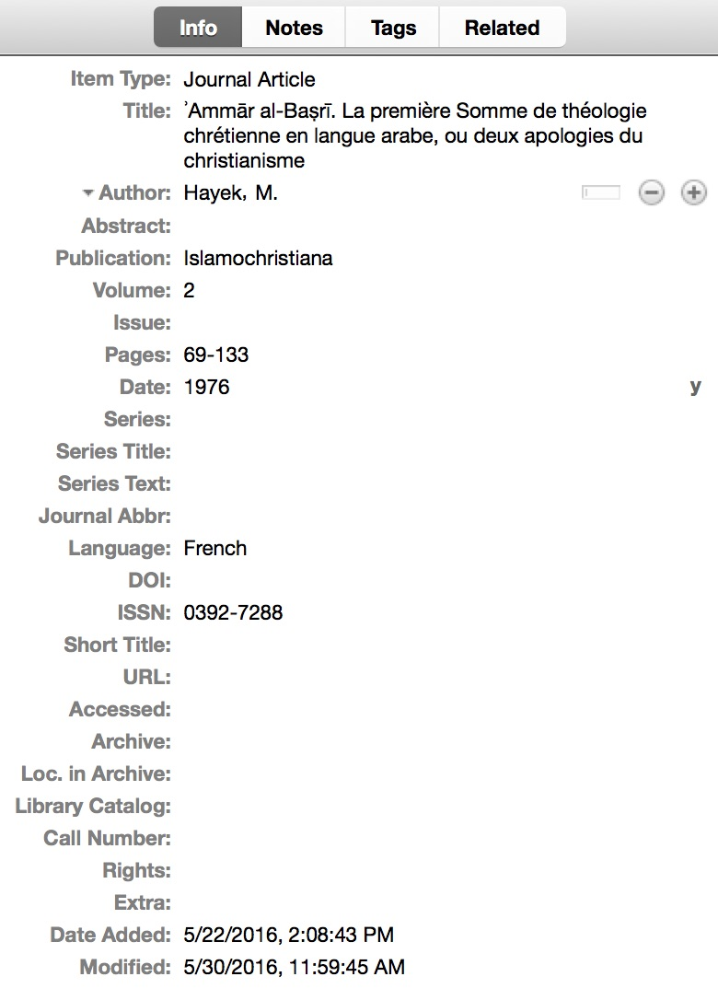 Info Notes Tags Related
Item Type: Journal Article
Title: ʾAmmār al-Baṣrī. La première Somme de théologie
chrétienne en langue arabe, ou deux apologies du
christianisme
Author: Hayek, M.
Abstract:
Publication: Islamochristiana
Volume: 2
Issue:
Pages: 69-133
Date: 1976 y
Series:
Series Title:
Series Text:
Journal Abbr:
Language: French
DOI:
ISSN: 0392-7288
Short Title:
URL:
Accessed:
Archive:
Loc. in Archive:
Library Catalog:
Call Number:
Rights:
Extra:
Date Added: 5/22/2016, 2:08:43 PM
Modified: 5/30/2016, 11:59:45 AM